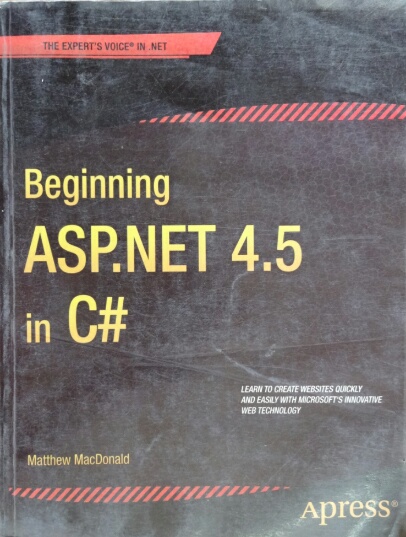 THE EXPERT'S VOICE® IN .NET
Beginning
ASP.NET 4.5
in C#
LEARN TO CREATE WEBSITES QUICKLY
AND EASILY WITH MICROSOFT'S INNOVATIVE
WEB TECHNOLOGY
Matthew MacDonald
Apress®